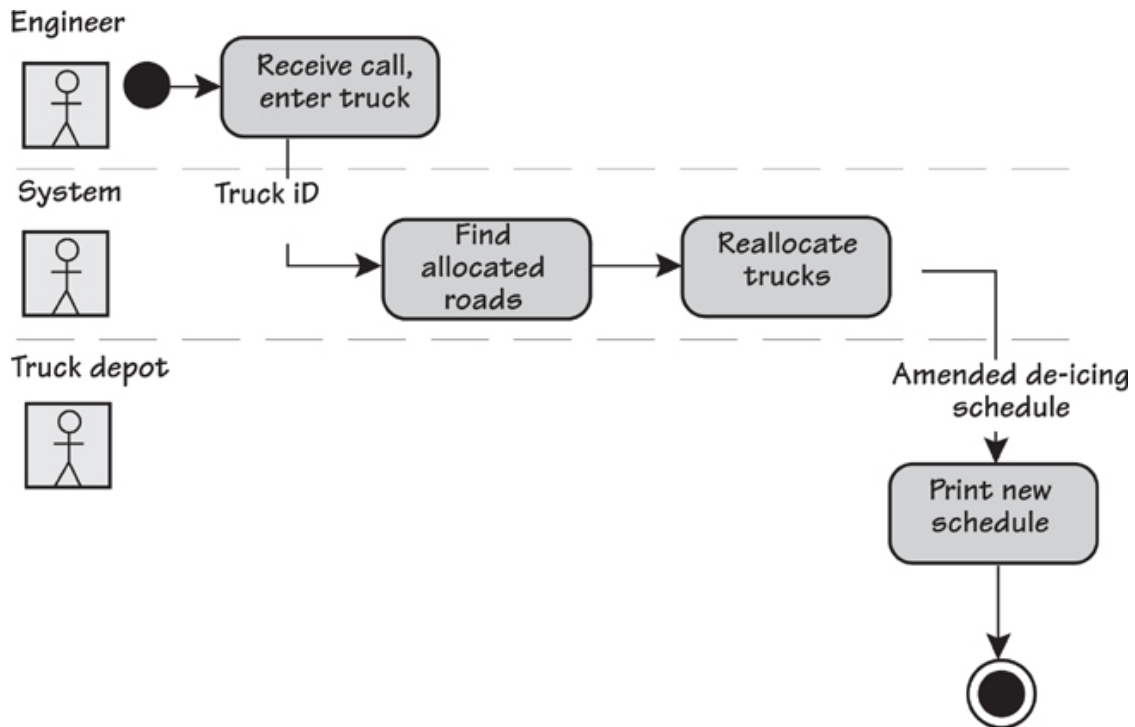 Engineer
Receive call,
enter truck
System
Truck iD
Find
allocated
roads
Reallocate
trucks
Truck depot
Amended de-icing
schedule
Print new
schedule